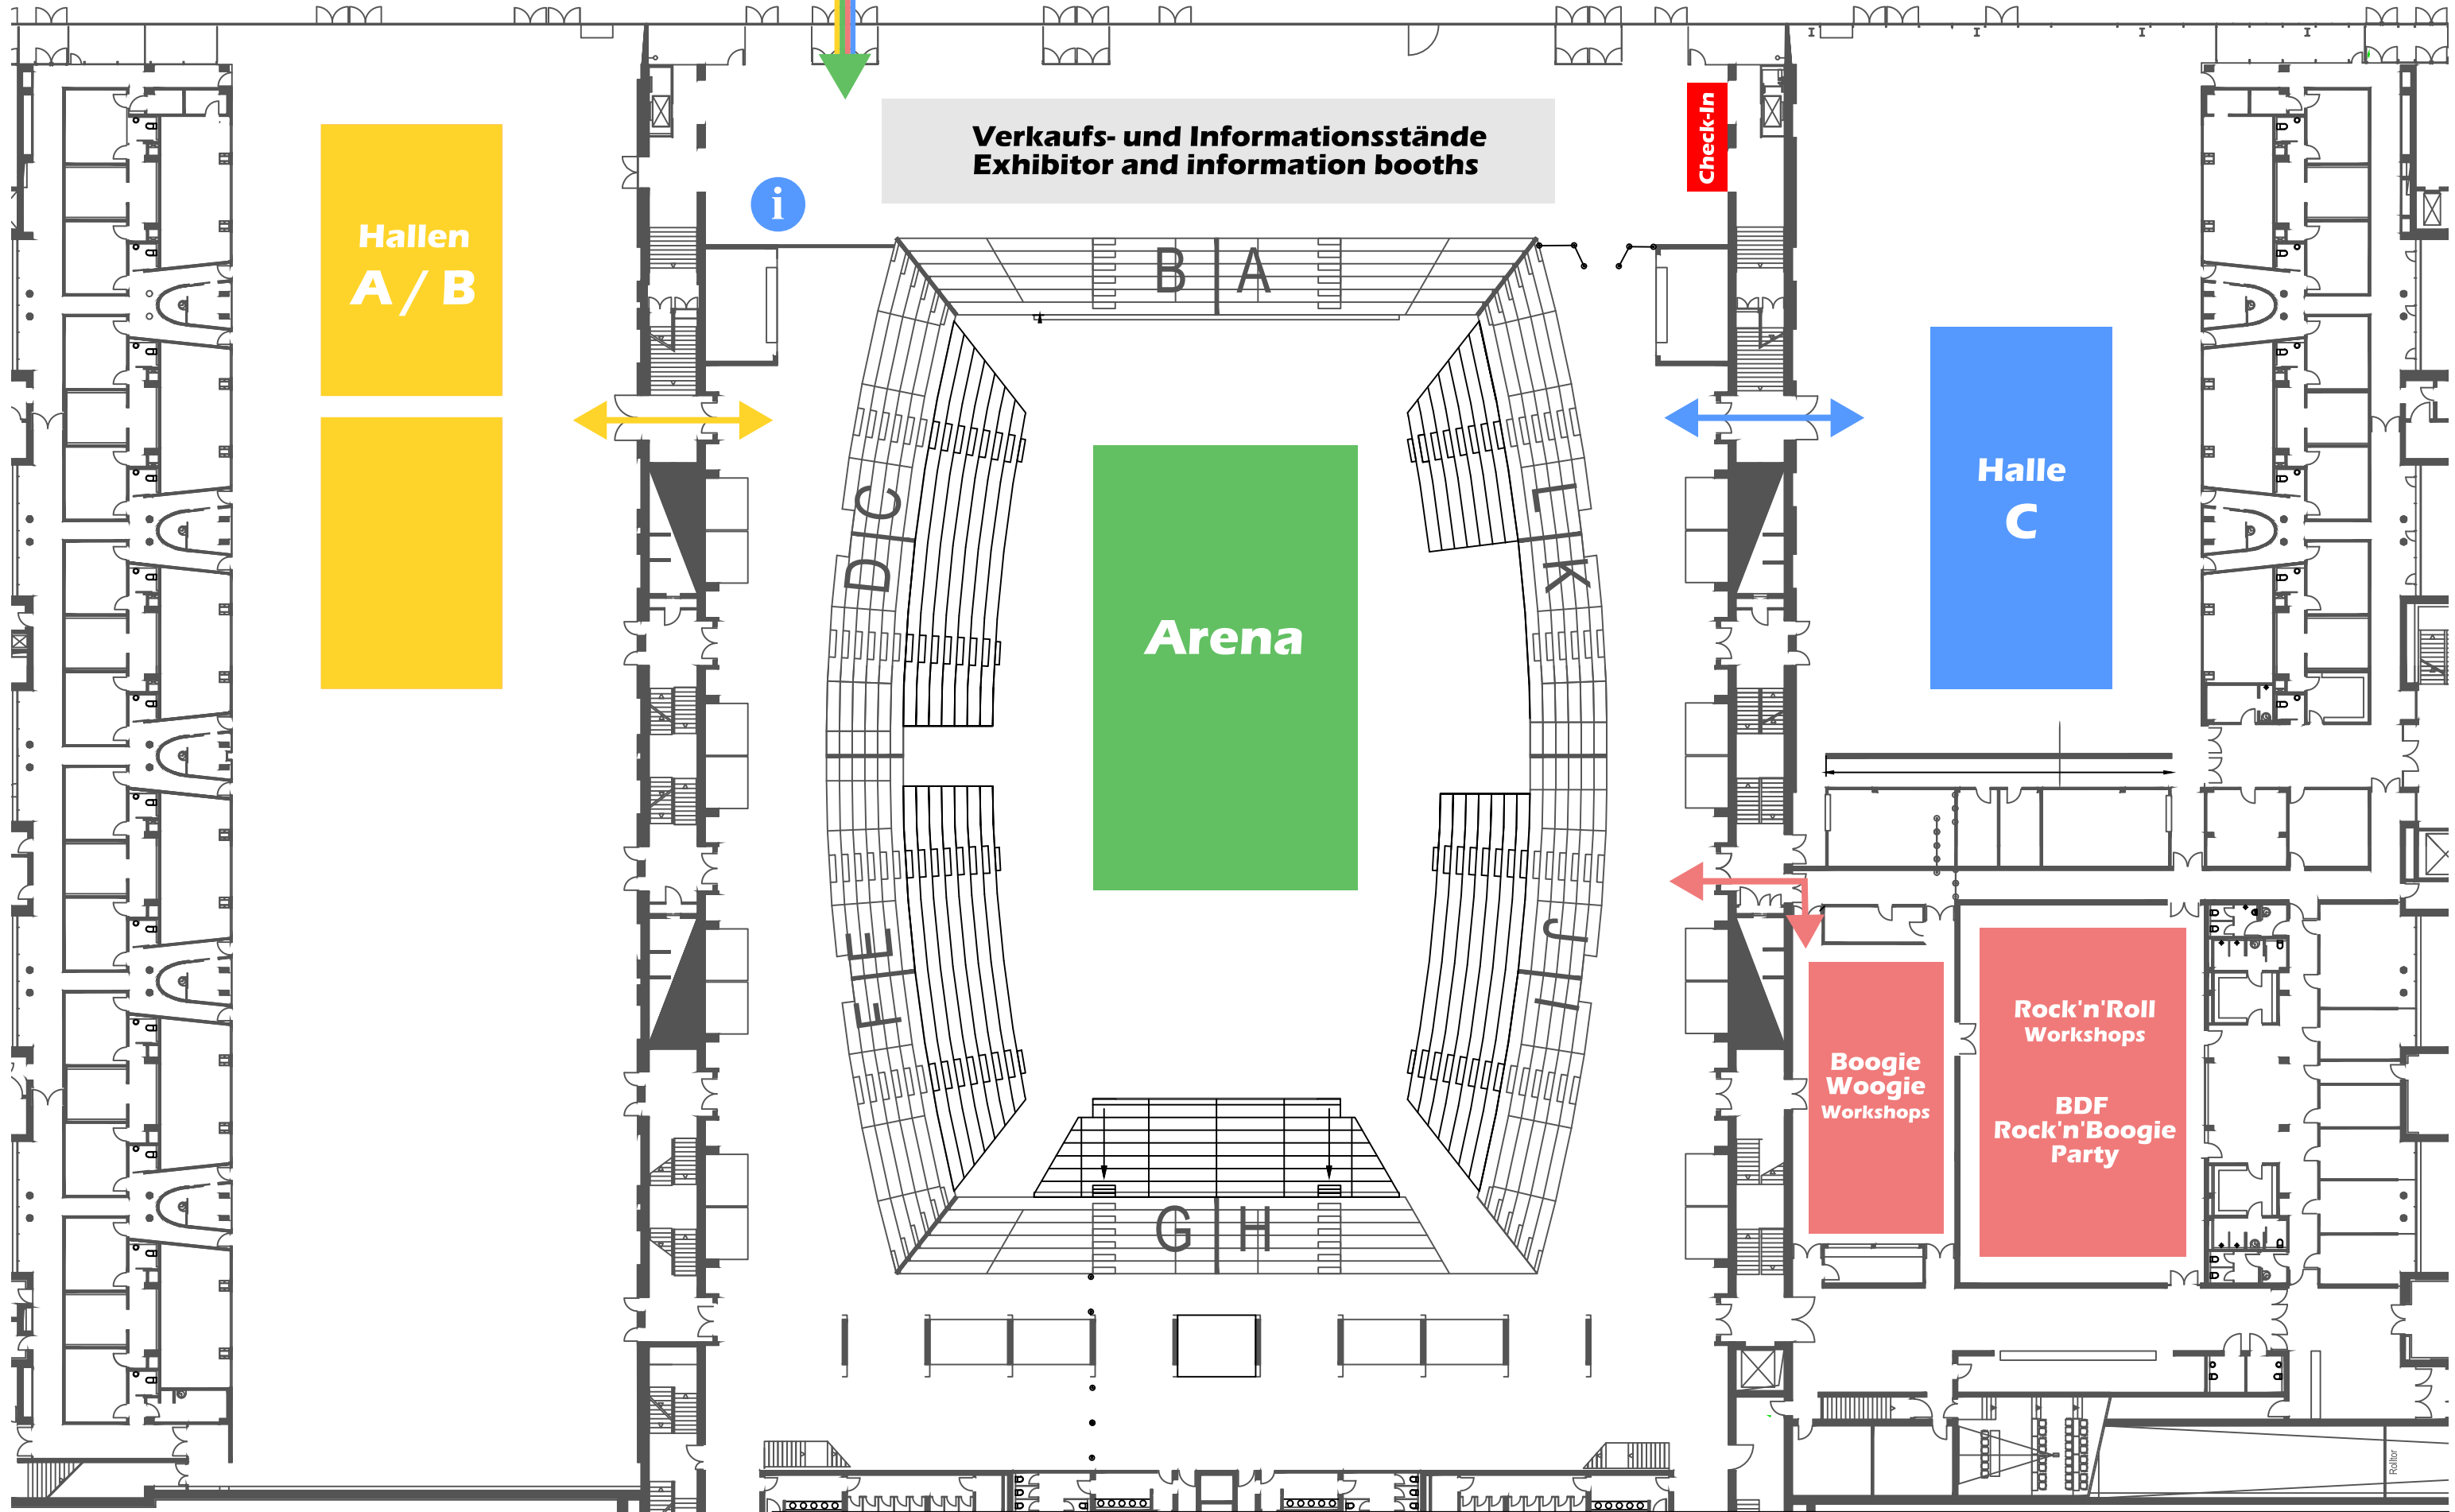 Verkaufs- und Informationsstände
Exhibitor and information booths
Check-In
i
Hallen
A / B
B A
D C
L K
Halle
C
Arena
F E
J I
Boogie
Woogie
Workshops
Rock'n'Roll
Workshops
BDF
Rock'n'Boogie
Party
G H
Rolltor